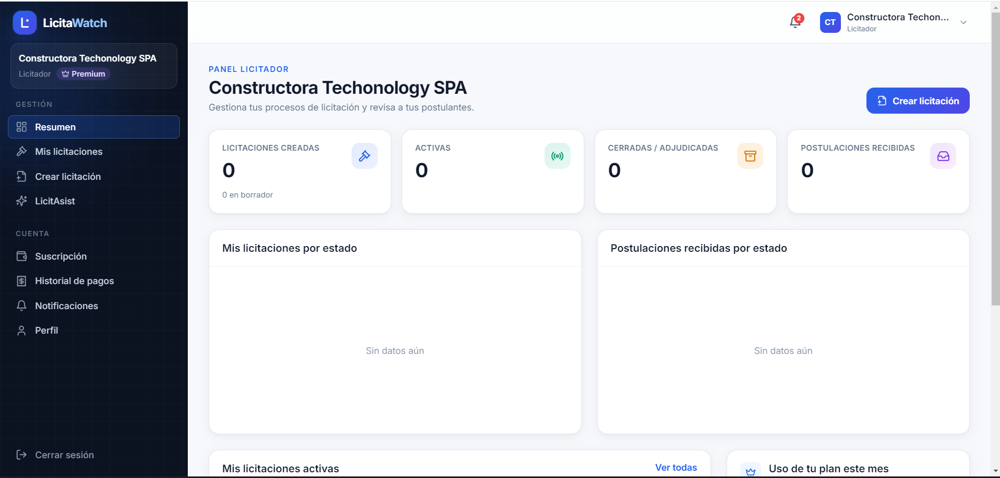 LicitaWatch
Constructora Techonology SPA
Licitador Premium
GESTIÓN
Resumen
Mis licitaciones
Crear licitación
LicitAsist
CUENTA
Suscripción
Historial de pagos
Notificaciones
Perfil
Cerrar sesión
2
CT
Constructora Techon...
Licitador
PANEL LICITADOR
Constructora Techonology SPA
Gestiona tus procesos de licitación y revisa a tus postulantes.
Crear licitación
LICITACIONES CREADAS
0
0 en borrador
ACTIVAS
0
CERRADAS / ADJUDICADAS
0
POSTULACIONES RECIBIDAS
0
Mis licitaciones por estado
Sin datos aún
Postulaciones recibidas por estado
Sin datos aún
Mis licitaciones activas
Ver todas
Uso de tu plan este mes